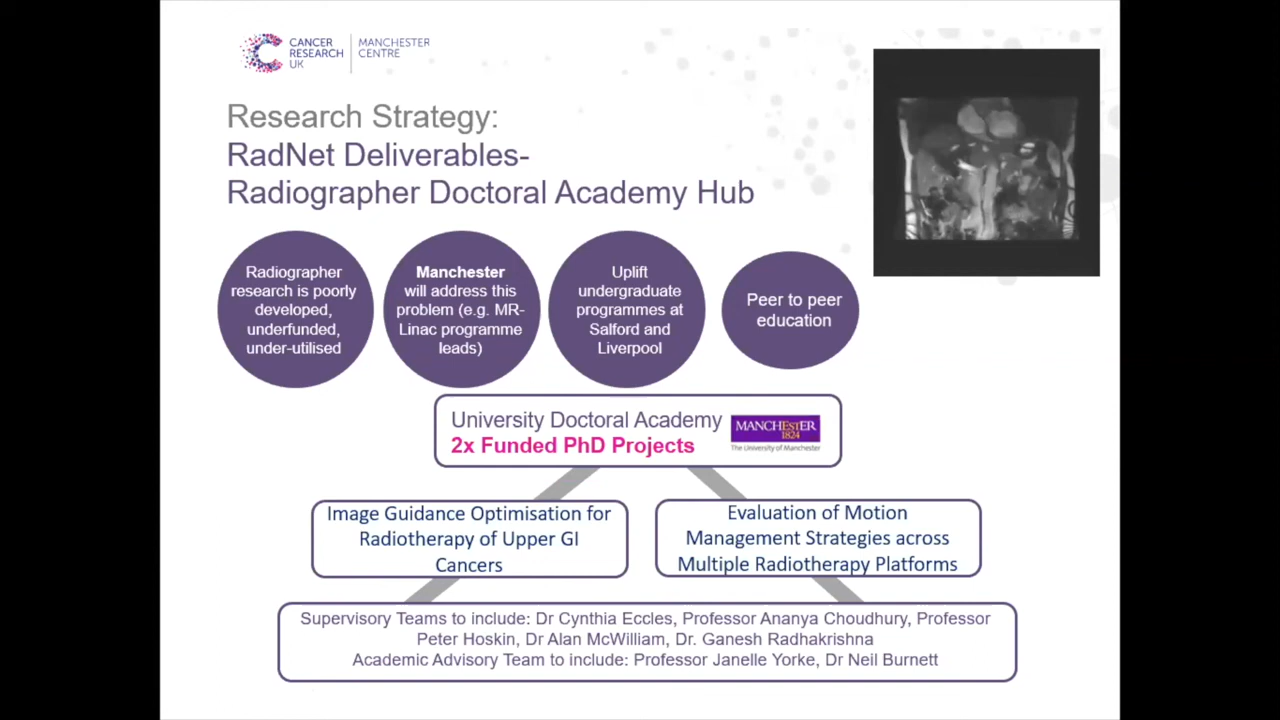 CANCER
RESEARCH
UK
MANCHESTER
CENTRE
Research Strategy:
RadNet Deliverables-
Radiographer Doctoral Academy Hub
Radiographer
research is poorly
developed,
underfunded,
under-utilised
Manchester
will address this
problem (e.g. MR-
Linac programme
leads)
Uplift
undergraduate
programmes at
Salford and
Liverpool
Peer to peer
education
University Doctoral Academy
2x Funded PhD Projects
MANCHESTER
1824
The University of Manchester
Image Guidance Optimisation for
Radiotherapy of Upper GI
Cancers
Evaluation of Motion
Management Strategies across
Multiple Radiotherapy Platforms
Supervisory Teams to include: Dr Cynthia Eccles, Professor Ananya Choudhury, Professor
Peter Hoskin, Dr Alan McWilliam, Dr. Ganesh Radhakrishna
Academic Advisory Team to include: Professor Janelle Yorke, Dr Neil Burnett